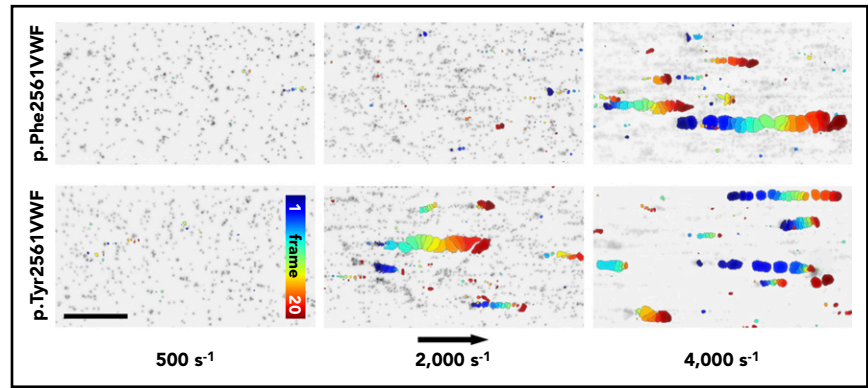 p.Phe2561VWF
p.Tyr2561VWF
1 frame 20
500 s⁻¹
2,000 s⁻¹
4,000 s⁻¹